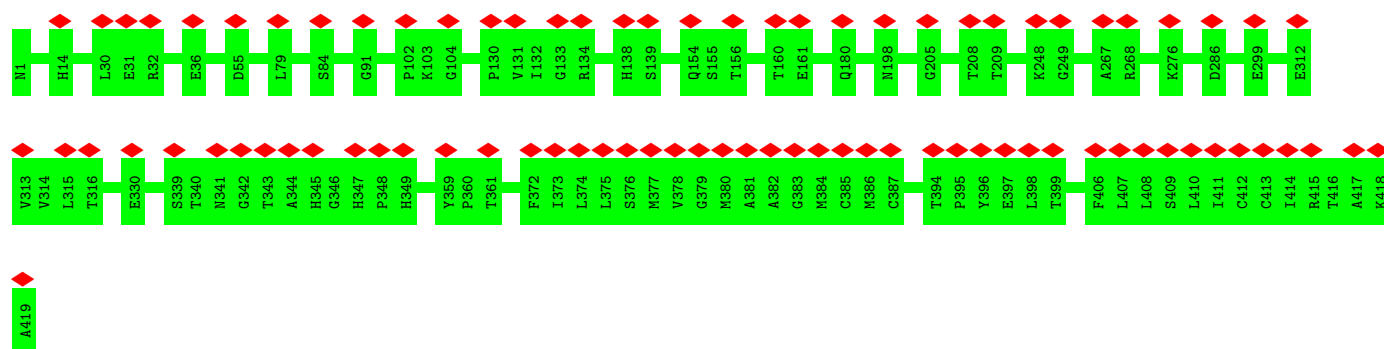 N1 H14 L30 E31 R32 E36 D55 L79 S84 G91 P102 K103 G104 P130 V131 I132 G133 R134 H138 S139 Q154 S155 T156 T160 E161 Q180 N198 G205 T208 T209 K248 G249 A267 R268 K276 D286 E299 E312
V313 V314 L315 T316 E330 S339 T340 N341 G342 T343 A344 H345 G346 H347 P348 H349 Y359 P360 T361 F372 I373 L374 L375 S376 M377 V378 G379 M380 A381 A382 G383 M384 C385 M386 C387 T394 P395 Y396 E397 L398 T399 F406 L407 L408 S409 L410 I411 C412 C413 I414 R415 T416 A417 K418
A419